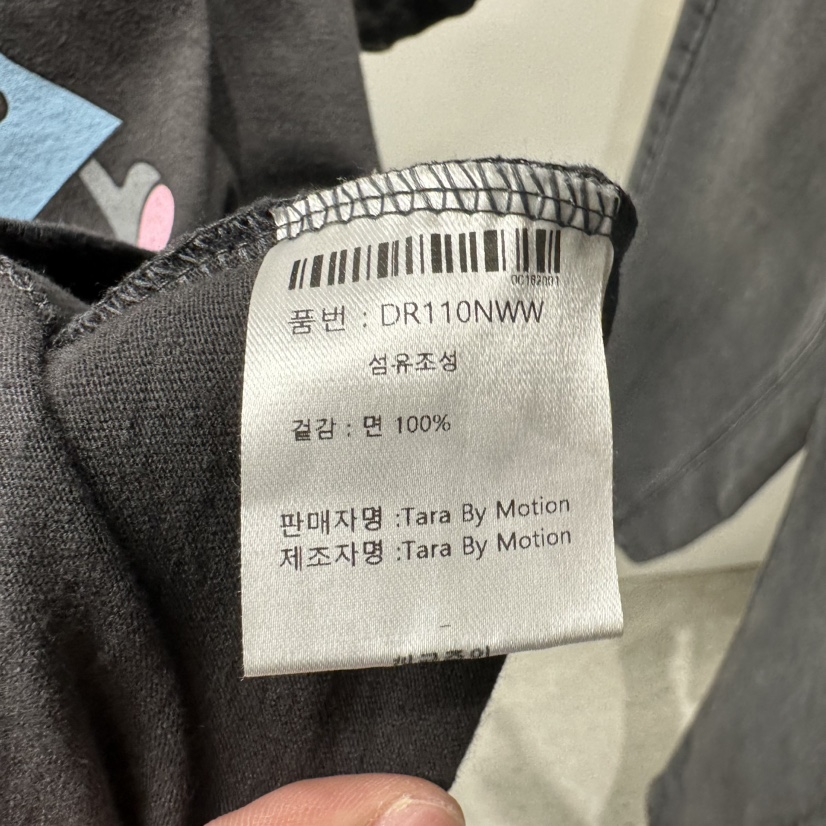 00182001
품번 : DR110NWW
섬유조성
겉감 : 면 100%
판매자명 :Tara By Motion
제조자명 :Tara By Motion